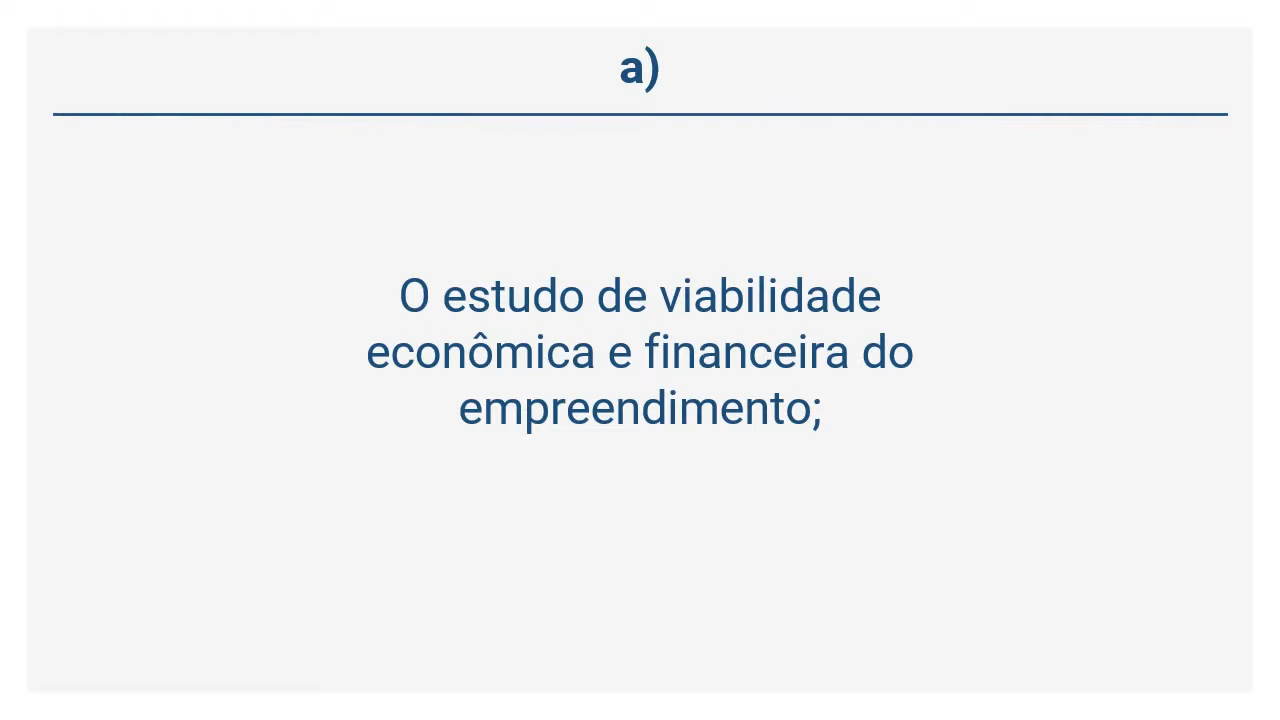 a)
O estudo de viabilidade
econômica e financeira do
empreendimento;